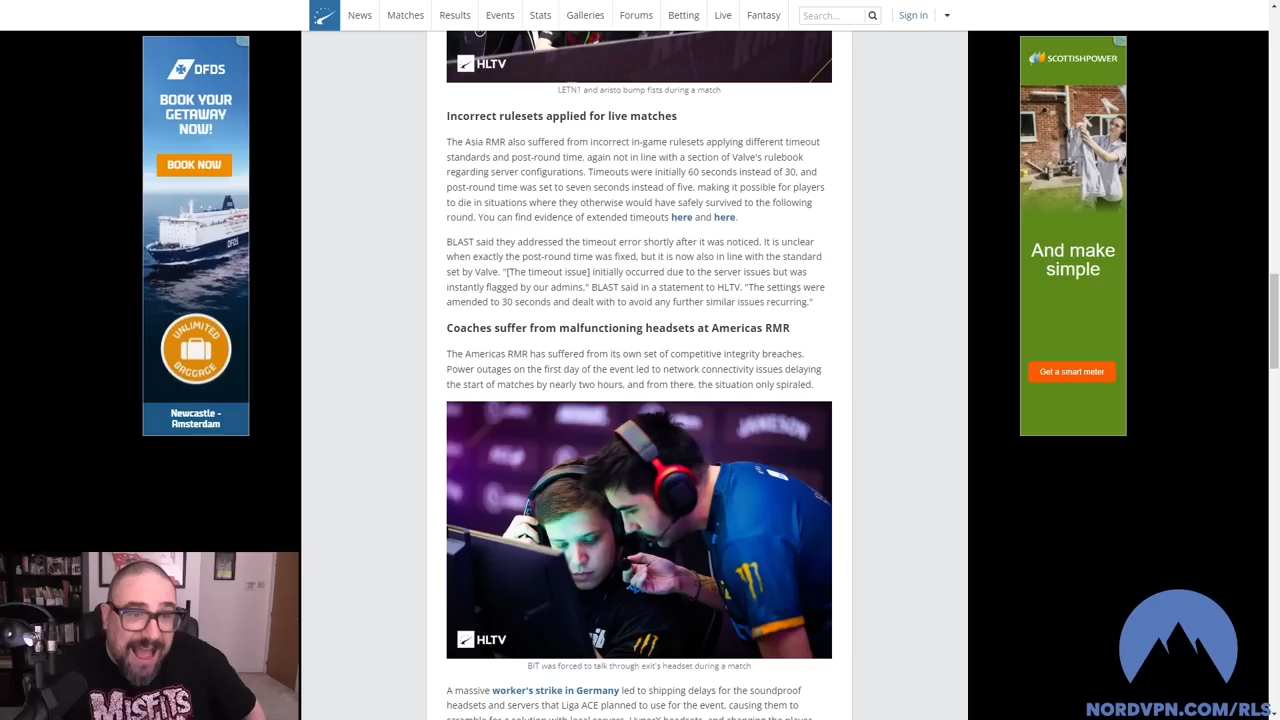 News
Matches
Results
Events
Stats
Galleries
Forums
Betting
Live
Fantasy
Search...
Sign in
DFDS
BOOK YOUR
GETAWAY
NOW!
BOOK NOW
UNLIMITED
BAGGAGE
Newcastle -
Amsterdam
HLTV
LETN1 and aristo bump fists during a match
Incorrect rulesets applied for live matches
The Asia RMR also suffered from incorrect in-game rulesets applying different timeout
standards and post-round time, again not in line with a section of Valve's rulebook
regarding server configurations. Timeouts were initially 60 seconds instead of 30, and
post-round time was set to seven seconds instead of five, making it possible for players
to die in situations where they otherwise would have safely survived to the following
round. You can find evidence of extended timeouts here and here.
BLAST said they addressed the timeout error shortly after it was noticed. It is unclear
when exactly the post-round time was fixed, but it is now also in line with the standard
set by Valve. "[The timeout issue] initially occurred due to the server issues but was
instantly flagged by our admins," BLAST said in a statement to HLTV. "The settings were
amended to 30 seconds and dealt with to avoid any further similar issues recurring."
Coaches suffer from malfunctioning headsets at Americas RMR
The Americas RMR has suffered from its own set of competitive integrity breaches.
Power outages on the first day of the event led to network connectivity issues delaying
the start of matches by nearly two hours, and from there, the situation only spiraled.
JAMESON
HLTV
BIT was forced to talk through exit's headset during a match
A massive worker's strike in Germany led to shipping delays for the soundproof
headsets and servers that Liga ACE planned to use for the event, causing them to
scramble for a solution with local servers, HyperX headsets, and changing the player
SCOTTISHPOWER
And make
simple
Get a smart meter
MISFITS
NORDVPN.COM/RLS